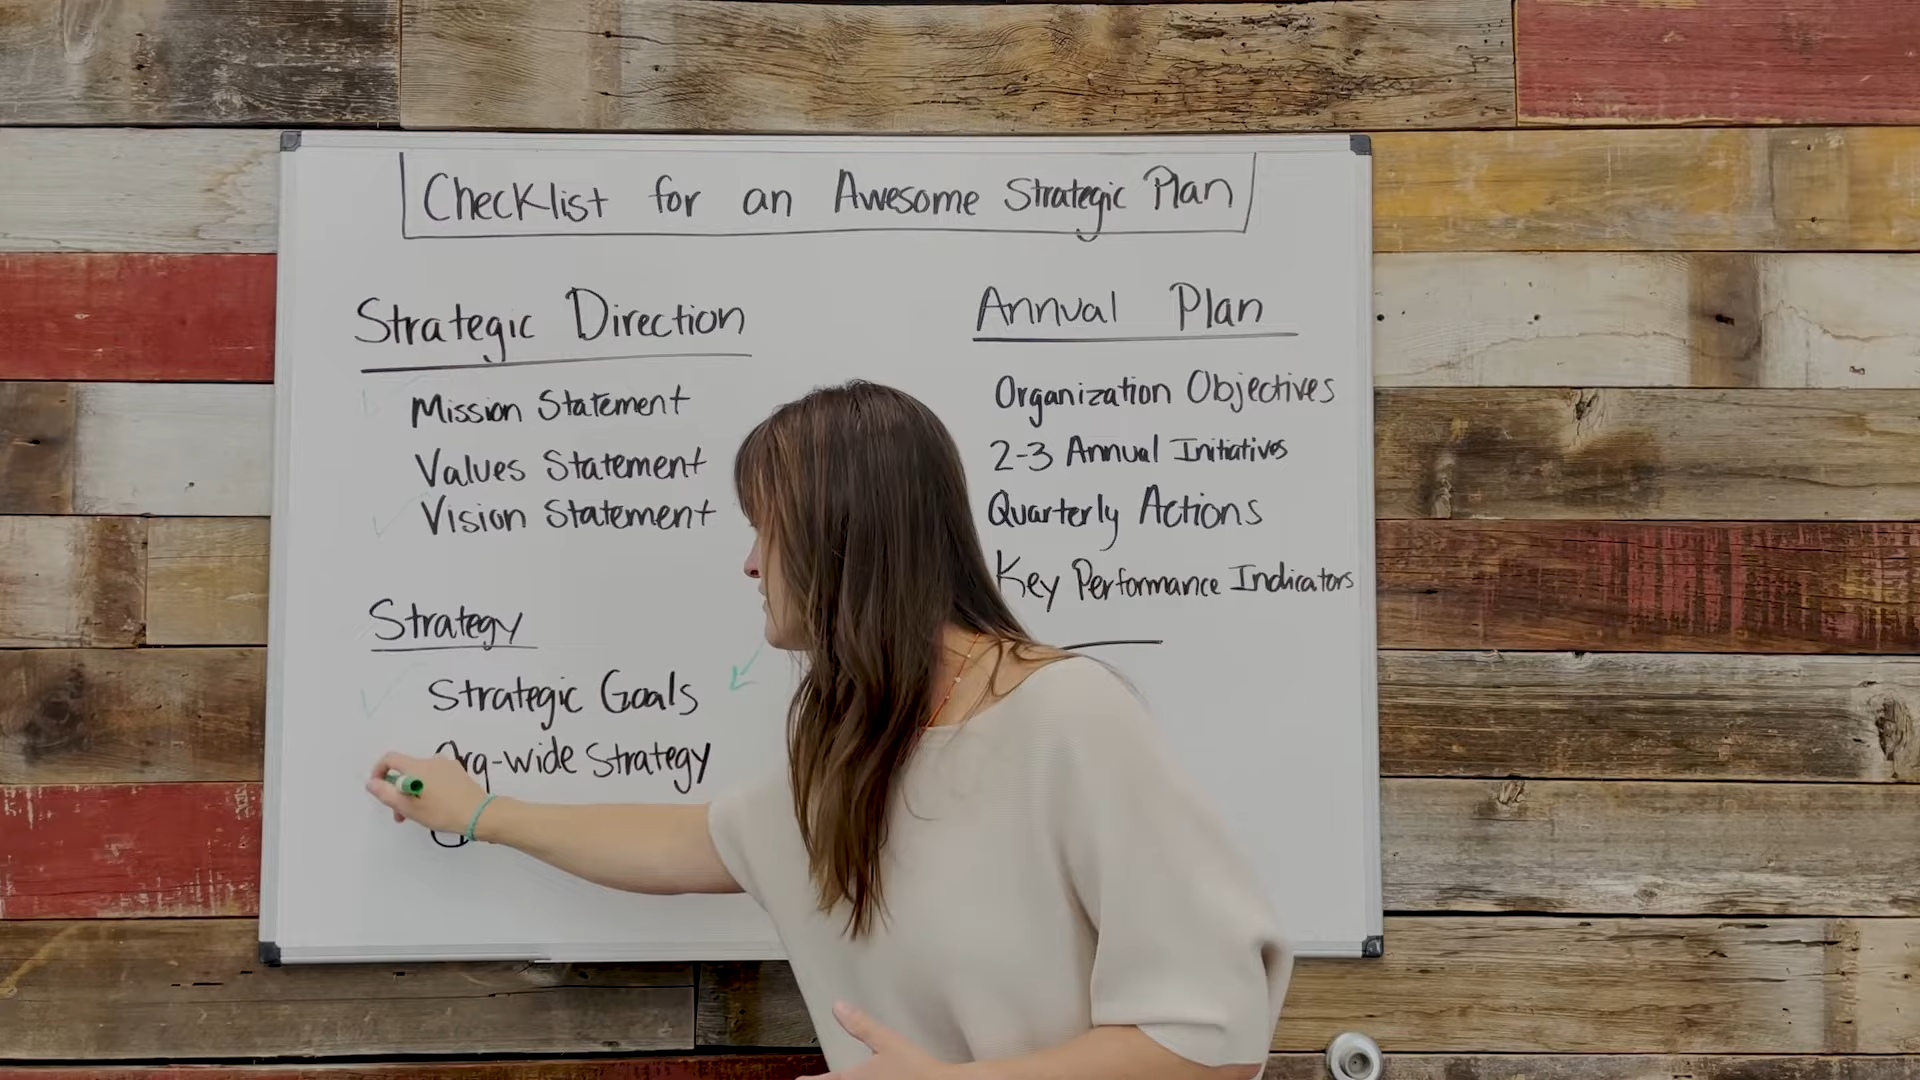 Checklist for an Awesome Strategic Plan
Strategic Direction
Mission Statement
Values Statement
Vision Statement
Strategy
Strategic Goals
Org-wide Strategy
Annual Plan
Organization Objectives
2-3 Annual Initiatives
Quarterly Actions
Key Performance Indicators